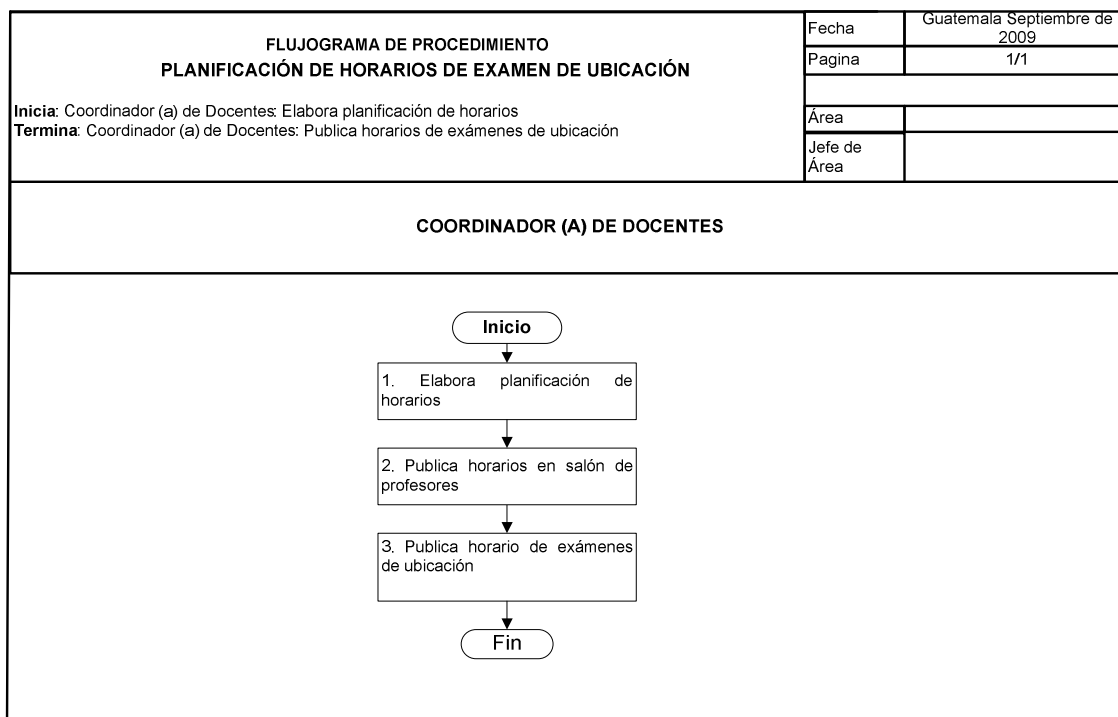 FLUJOGRAMA DE PROCEDIMIENTO
PLANIFICACIÓN DE HORARIOS DE EXAMEN DE UBICACIÓN
Inicia: Coordinador (a) de Docentes: Elabora planificación de horarios
Termina: Coordinador (a) de Docentes: Publica horarios de exámenes de ubicación
Fecha
Guatemala Septiembre de
2009
Pagina
1/1
Área
Jefe de
Área
COORDINADOR (A) DE DOCENTES
Inicio
1. Elabora planificación de
horarios
2. Publica horarios en salón de
profesores
3. Publica horario de exámenes
de ubicación
Fin